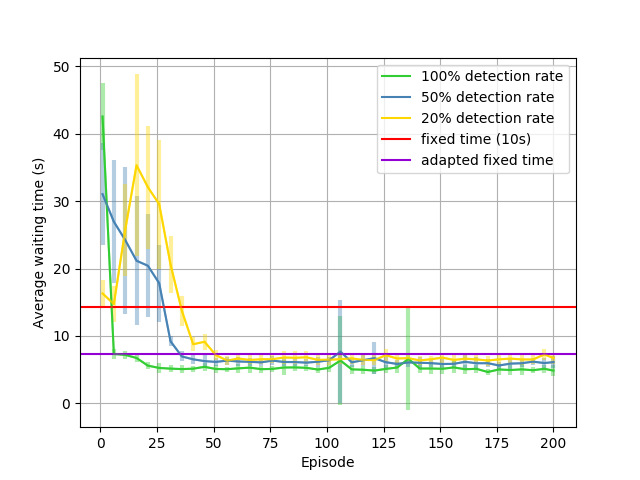 50
40
30
20
10
0
Average waiting time (s)
100% detection rate
50% detection rate
20% detection rate
fixed time (10s)
adapted fixed time
0 25 50 75 100 125 150 175 200
Episode